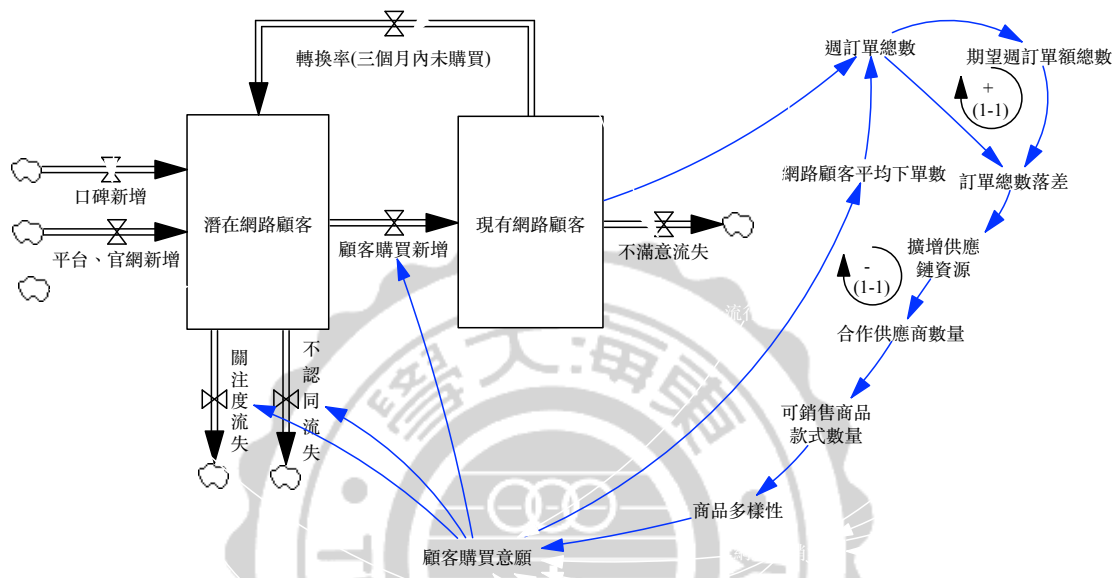 轉換率(三個月內未購買)
週訂單總數
期望週訂單額總數
+
(1-1)
口碑新增
潛在網路顧客
現有網路顧客
網路顧客平均下單數
訂單總數落差
平台、官網新增
顧客購買新增
不滿意流失
擴增供應
鏈資源
-
(1-1)
合作供應商數量
關注度流失
不認同流失
可銷售商品
款式數量
商品多樣性
顧客購買意願
東海大學